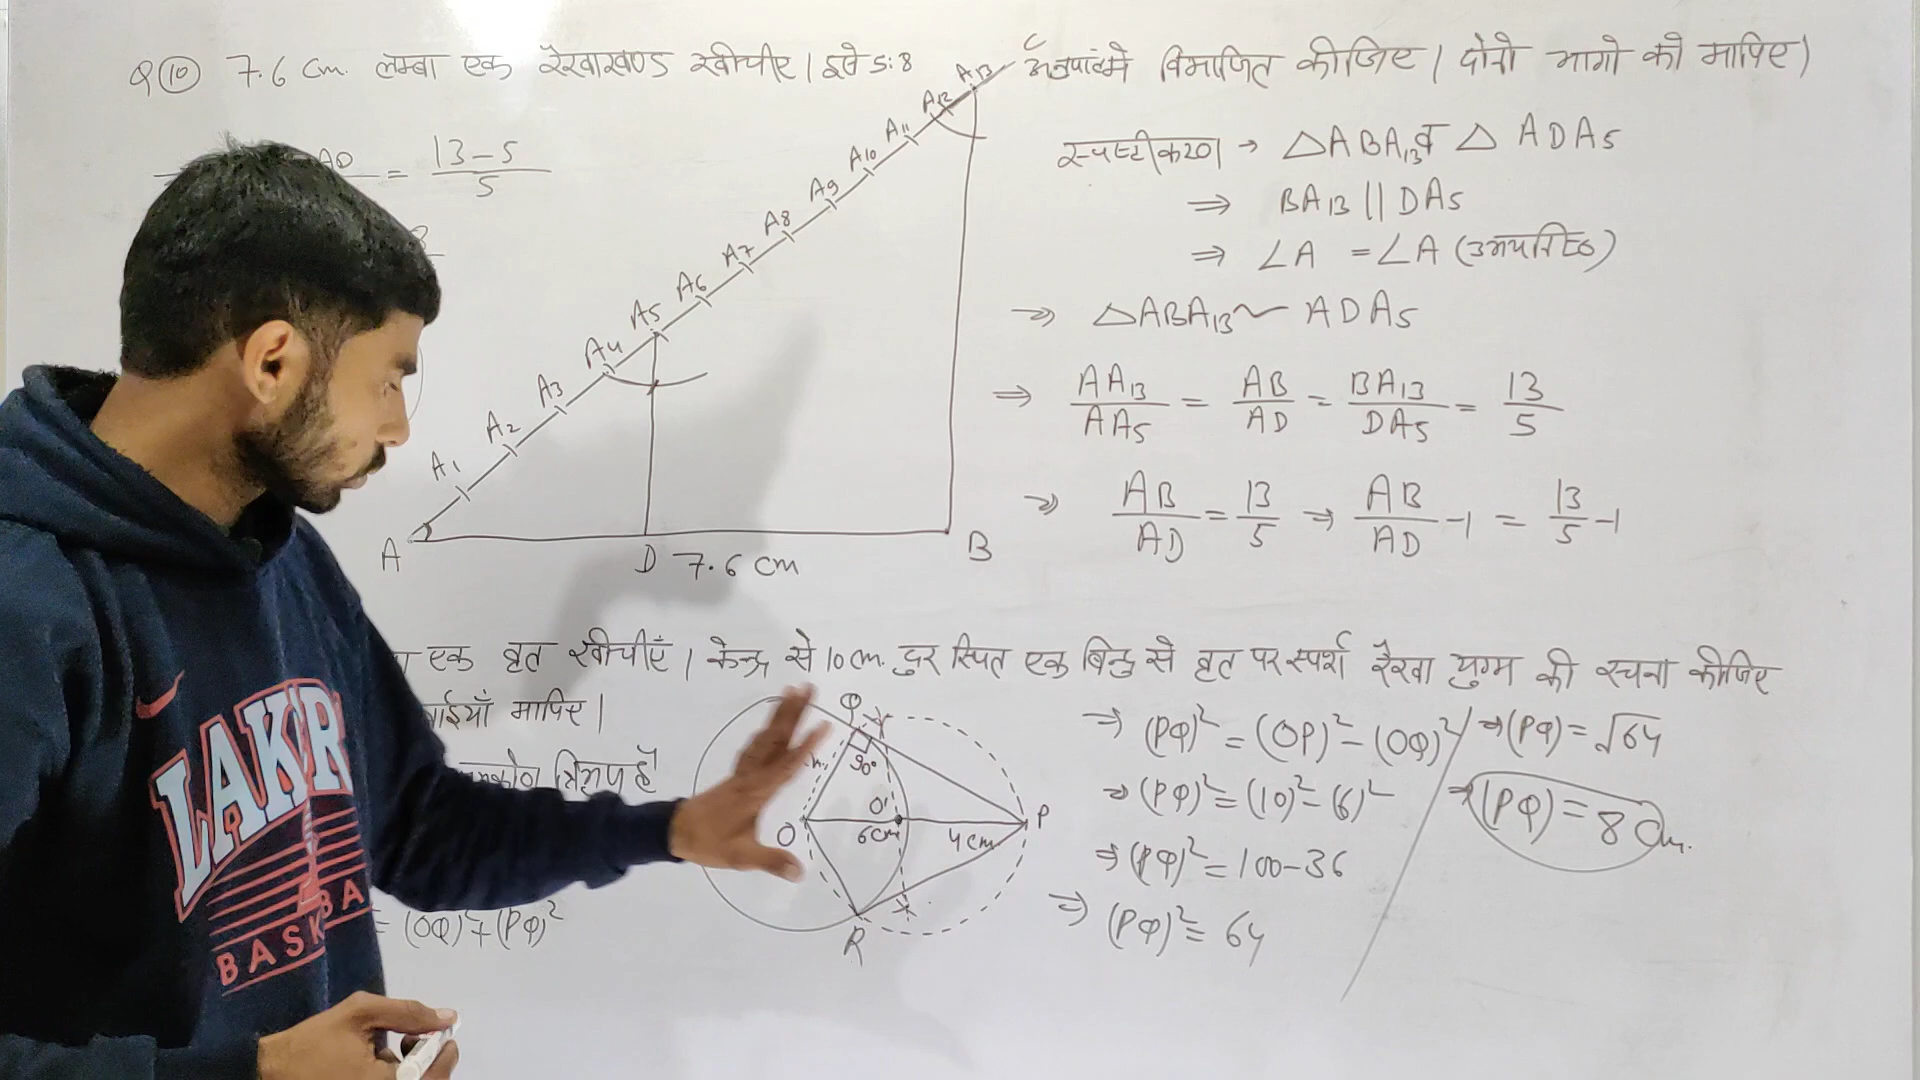 Q ⑩ 7.6 cm. लम्बा एक रेखाखण्ड खीचीए। इसे 5:8 अनुपातमे विभाजित कीजिए। दोनो भागो को मापिए)
AD = 13-5
5
स्पष्टीकरण → △ABA13 व △ ADA5
⇒ BA13 || DA5
⇒ ∠A = ∠A (उभयनिष्ठ)
⇒ △ABA13 ~ ADA5
⇒ AA13/AA5 = AB/AD = BA13/DA5 = 13/5
⇒ AB/AD = 13/5 ⇒ AB/AD -1 = 13/5 -1
A A1 A2 A3 A4 A5 A6 A7 A8 A9 A10 A11 A12 A13
A D 7.6 cm B
एक वृत खीचीएँ। केन्द्र से 10cm. दुर स्थित एक बिन्दु से वृत पर स्पर्श रेखा युग्म की रचना कीजिए
मापिए।
त्रिभुज है
= (OQ)²+(PQ)²
Q
90°
O O' P
6cm 4cm
R
⇒ (PQ)² = (OP)² - (OQ)²
⇒ (PQ)² = (10)² - (6)²
⇒ (PQ)² = 100-36
⇒ (PQ)² = 64
⇒ (PQ) = √64
⇒ (PQ) = 8 cm.
LAKR
BASK BA